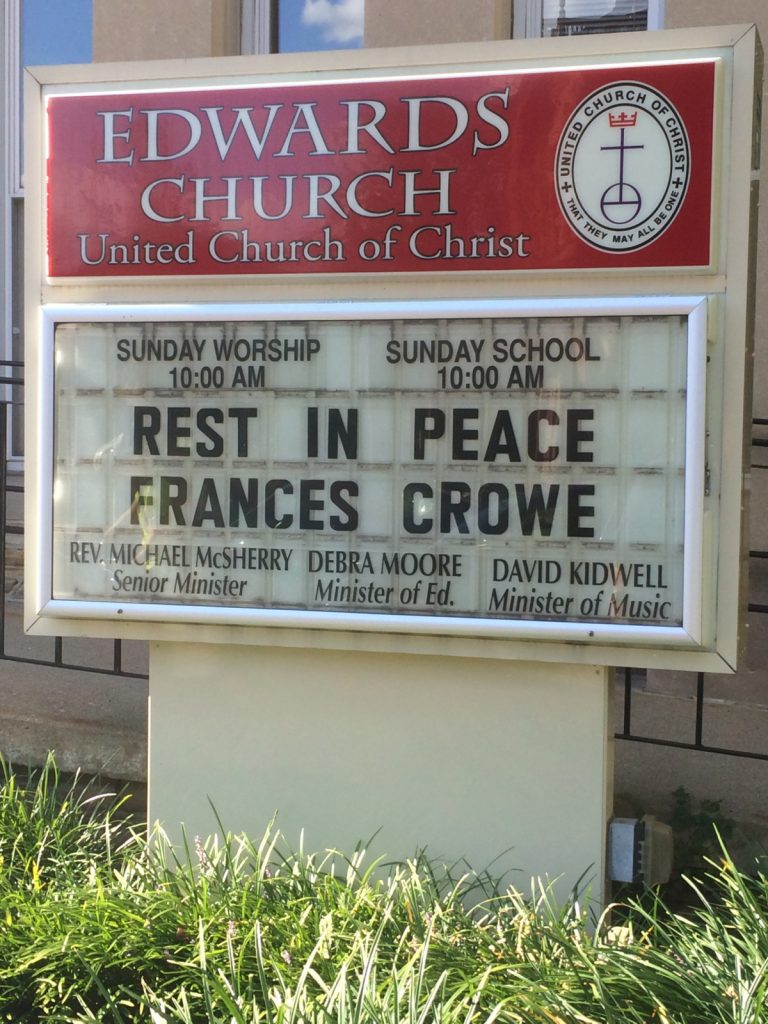 EDWARDS
CHURCH
United Church of Christ
+ UNITED CHURCH OF CHRIST +
THAT THEY MAY ALL BE ONE
SUNDAY WORSHIP SUNDAY SCHOOL
10:00 AM 10:00 AM
REST IN PEACE
FRANCES CROWE
REV. MICHAEL McSHERRY DEBRA MOORE DAVID KIDWELL
Senior Minister Minister of Ed. Minister of Music